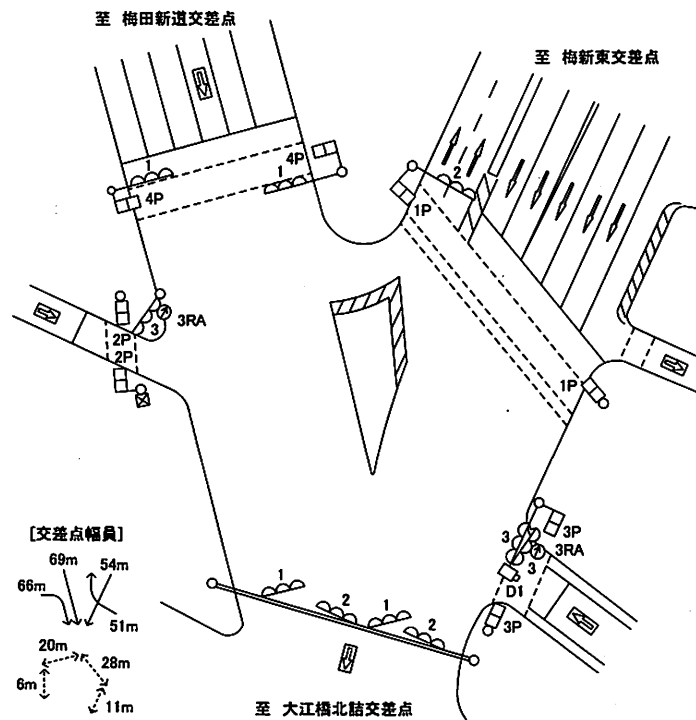 至 梅田新道交差点
至 梅新東交差点
1
1
4P
4P
2
1P
3
3RA
2P
2P
1P
3
3P
3RA
3
D1
3P
1
2
1
2
[交差点幅員]
69m
54m
66m
51m
20m
28m
6m
11m
至 大江橋北詰交差点